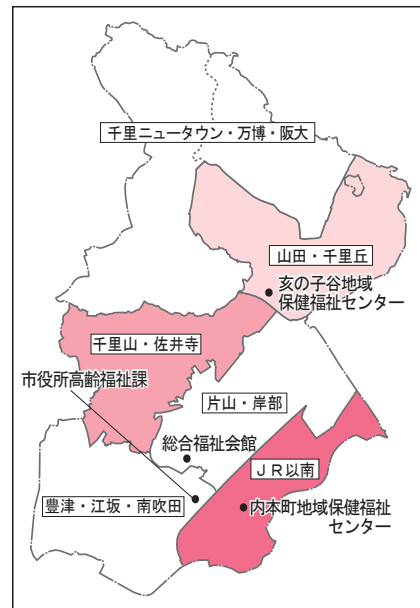 千里ニュータウン・万博・阪大
山田・千里丘
亥の子谷地域
保健福祉センター
千里山・佐井寺
市役所高齢福祉課
片山・岸部
総合福祉会館
JR以南
豊津・江坂・南吹田
内本町地域保健福祉
センター